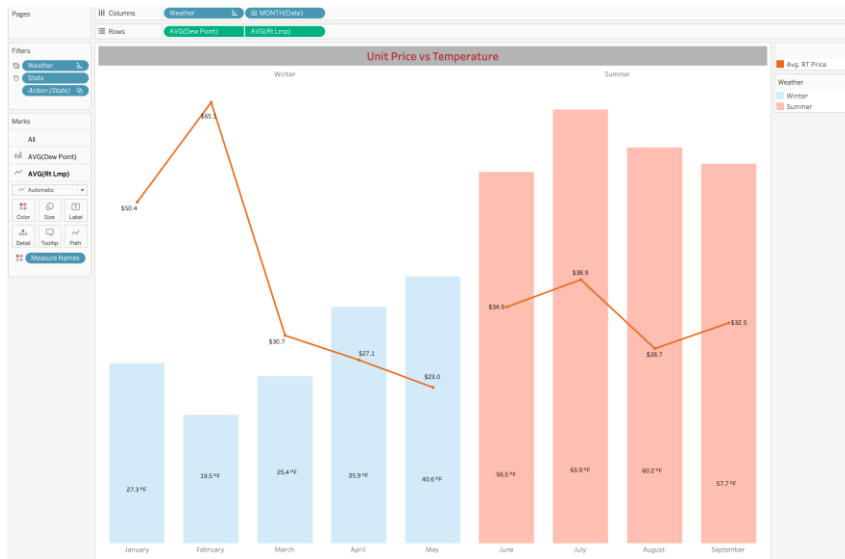 Pages
Columns
Weather
MONTH(Date)
Rows
AVG(Dew Point)
AVG(Rt Lmp)
Filters
Weather
State
Action (State)
Marks
All
AVG(Dew Point)
AVG(Rt Lmp)
Automatic
Color
Size
Label
Detail
Tooltip
Path
Measure Names
Unit Price vs Temperature
Winter
Summer
$65.1
$50.4
$30.7
$27.1
$23.0
$34.9
$38.9
$28.7
$32.5
27.3 °F
19.5 °F
25.4 °F
35.9 °F
40.6 °F
56.5 °F
65.9 °F
60.2 °F
57.7 °F
January
February
March
April
May
June
July
August
September
Avg. RT Price
Weather
Winter
Summer